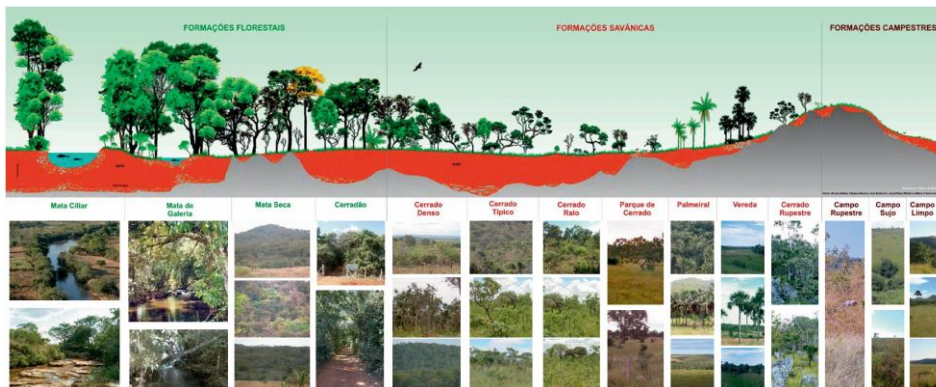 FORMAÇÕES FLORESTAIS
FORMAÇÕES SAVÂNICAS
FORMAÇÕES CAMPESTRES
Mata Ciliar
Mata de
Galeria
Mata Seca
Cerradão
Cerrado
Denso
Cerrado
Típico
Cerrado
Ralo
Parque de
Cerrado
Palmeiral
Vereda
Cerrado
Rupestre
Campo
Rupestre
Campo
Sujo
Campo
Limpo